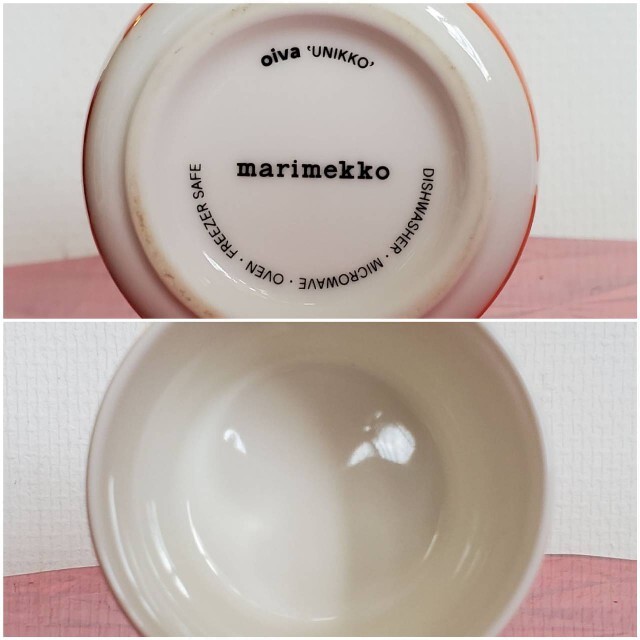 oiva 'UNIKKO'
marimekko
DISHWASHER · MICROWAVE · OVEN · FREEZER SAFE